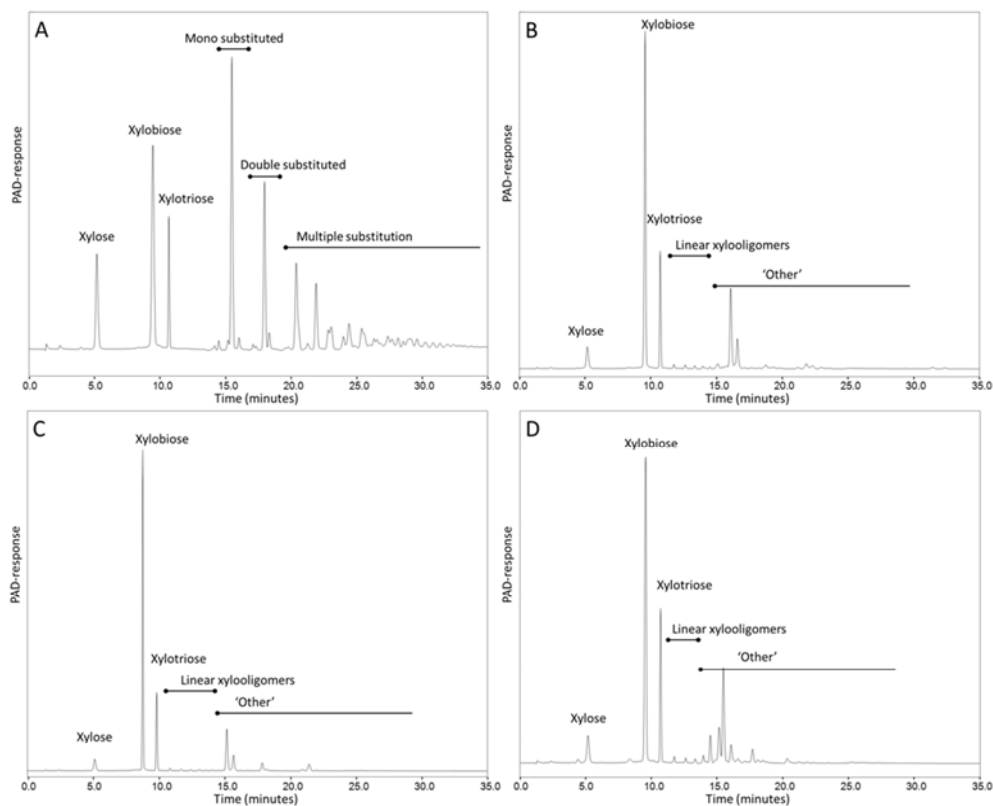 A
Mono substituted
Xylobiose
Double substituted
Xylotriose
Xylose
Multiple substitution
PAD-response
0.0 5.0 10.0 15.0 20.0 25.0 30.0 35.0
Time (minutes)
B
Xylobiose
Xylotriose
Linear xylooligomers
'Other'
Xylose
PAD-response
0.0 5.0 10.0 15.0 20.0 25.0 30.0 35.0
Time (minutes)
C
Xylobiose
Xylotriose
Linear xylooligomers
'Other'
Xylose
PAD-response
0.0 5.0 10.0 15.0 20.0 25.0 30.0 35.0
Time (minutes)
D
Xylobiose
Xylotriose
Linear xylooligomers
'Other'
Xylose
PAD-response
0.0 5.0 10.0 15.0 20.0 25.0 30.0 35.0
Time (minutes)